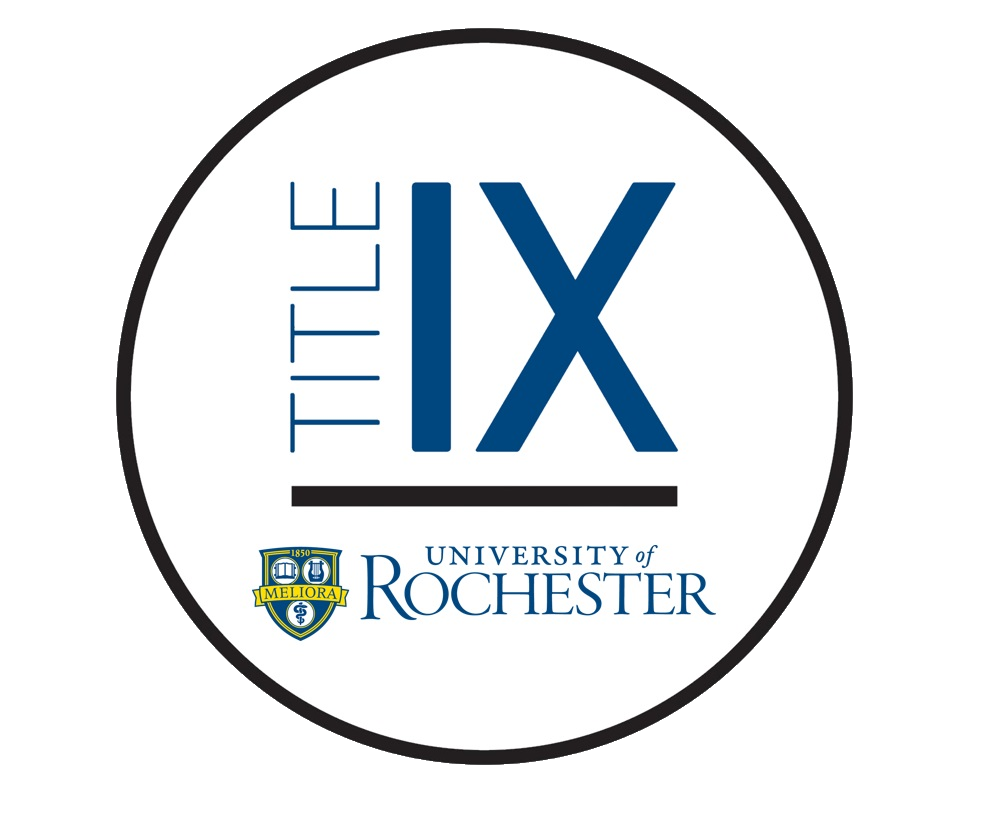 TITLE
IX
1850
MELIORA
UNIVERSITY of
ROCHESTER